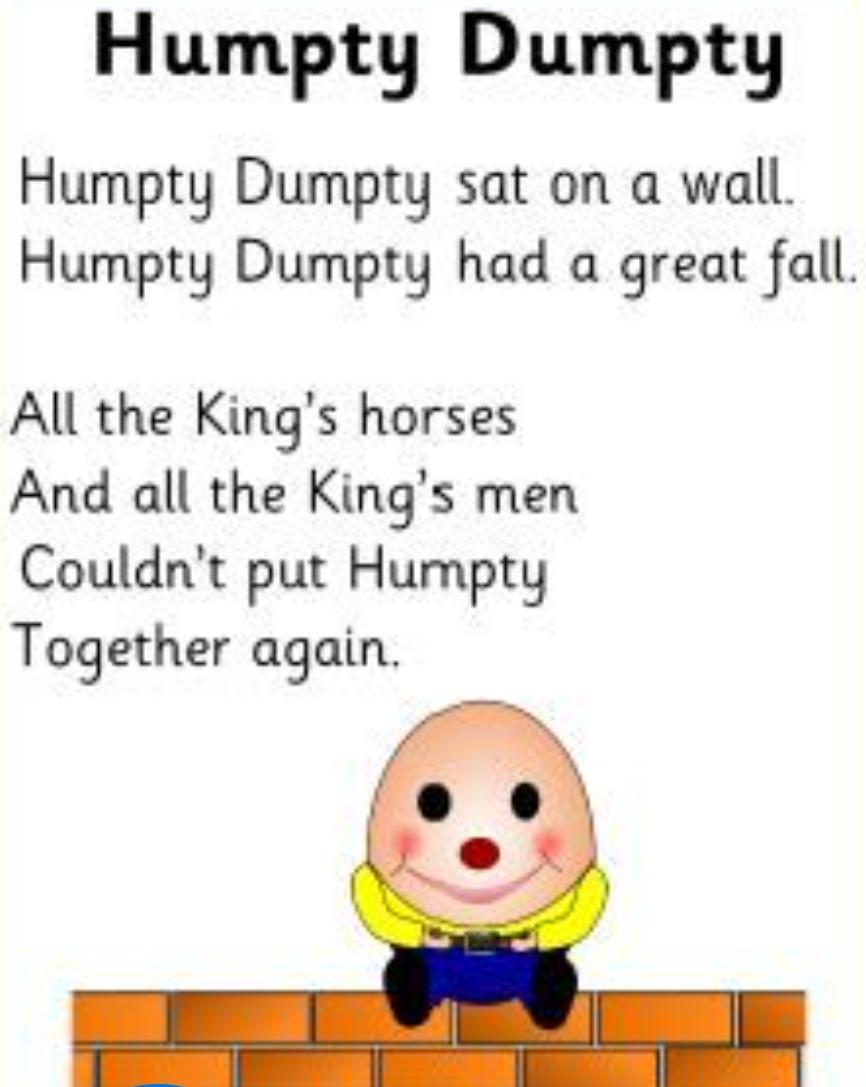 Humpty Dumpty
Humpty Dumpty sat on a wall.
Humpty Dumpty had a great fall.
All the King's horses
And all the King's men
Couldn't put Humpty
Together again.